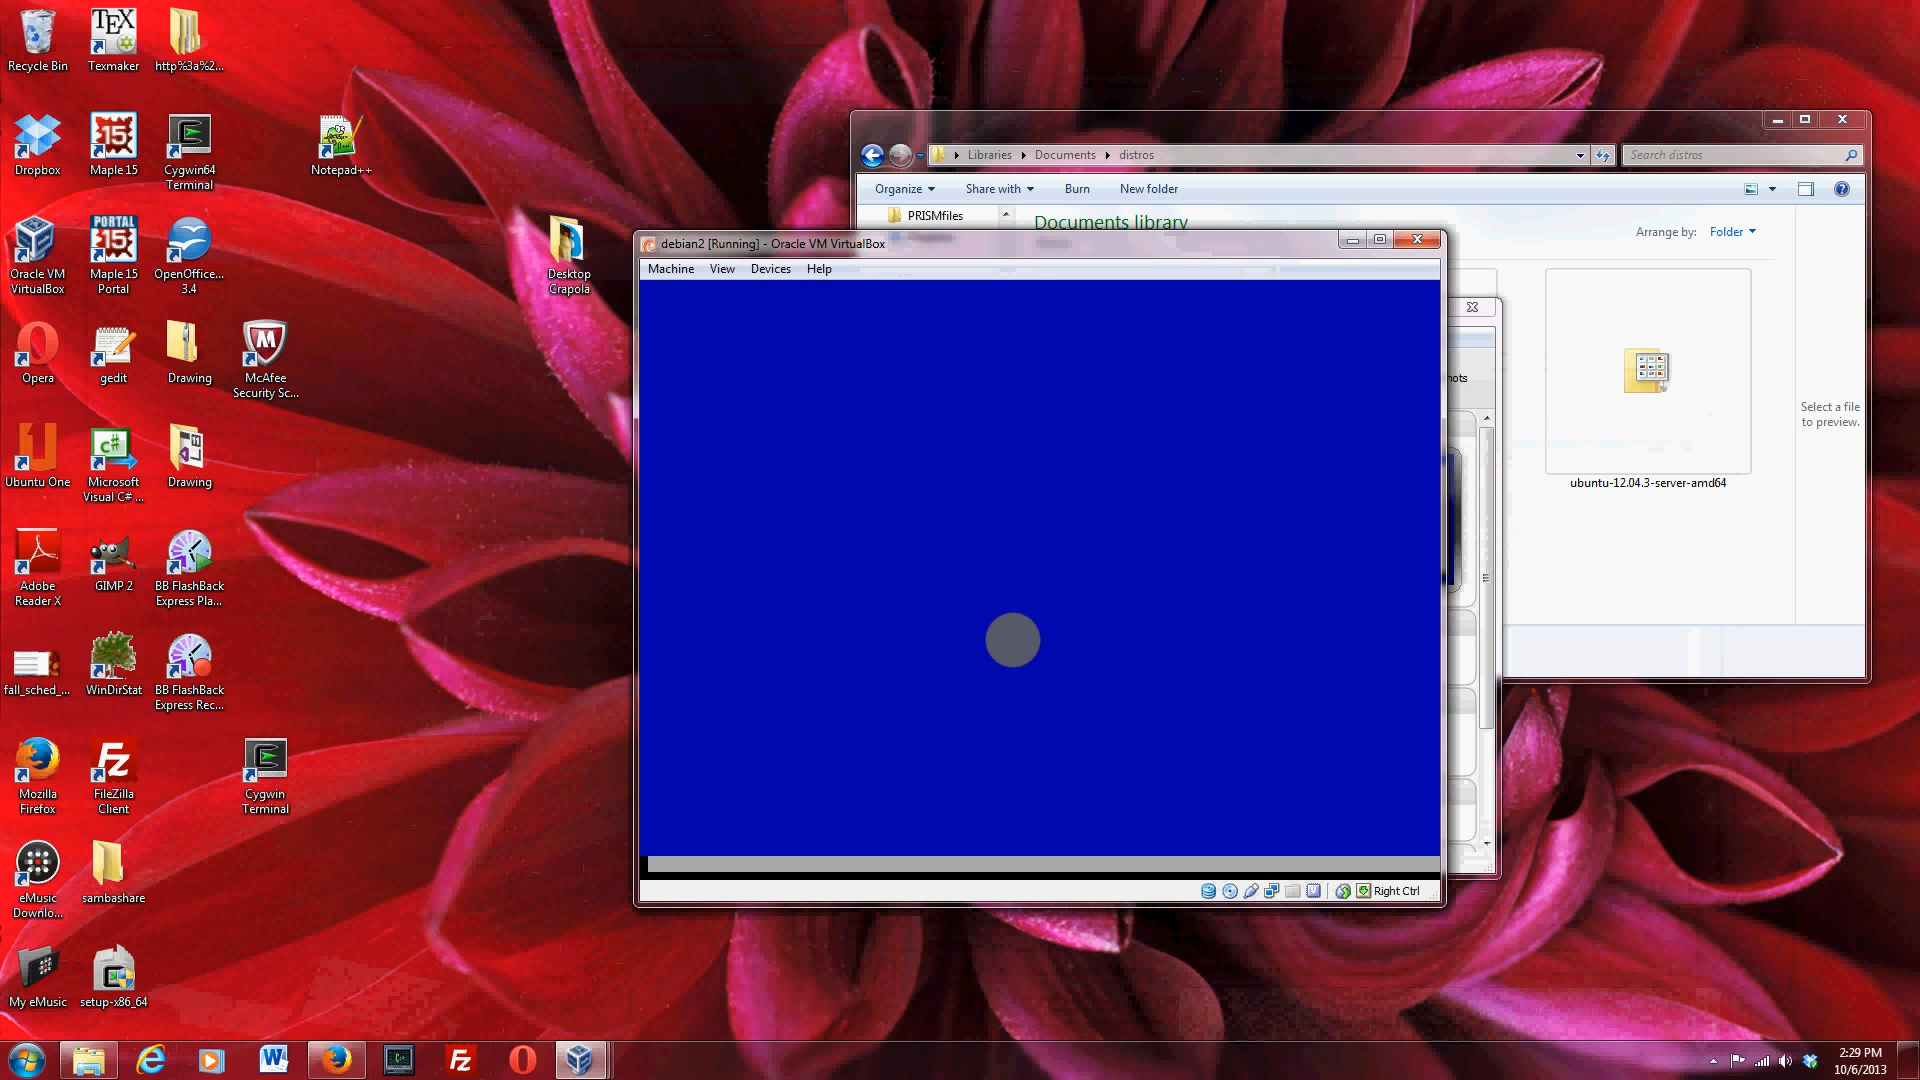 Recycle Bin
Texmaker
http%3a%2...
Dropbox
Maple 15
Cygwin64
Terminal
Notepad++
Oracle VM
VirtualBox
Maple 15
Portal
OpenOffice...
3.4
Desktop
Crapola
Opera
gedit
Drawing
McAfee
Security Sc...
Ubuntu One
Microsoft
Visual C# ...
Drawing
Adobe
Reader X
GIMP 2
BB FlashBack
Express Pla...
fall_sched_...
WinDirStat
BB FlashBack
Express Rec...
Mozilla
Firefox
FileZilla
Client
Cygwin
Terminal
eMusic
Downlo...
sambashare
My eMusic
setup-x86_64
Libraries
Documents
distros
Search distros
Organize
Share with
Burn
New folder
PRISMfiles
Documents library
Arrange by:
Folder
ubuntu-12.04.3-server-amd64
Select a file
to preview.
debian2 [Running] - Oracle VM VirtualBox
Machine
View
Devices
Help
hots
Right Ctrl
2:29 PM
10/6/2013